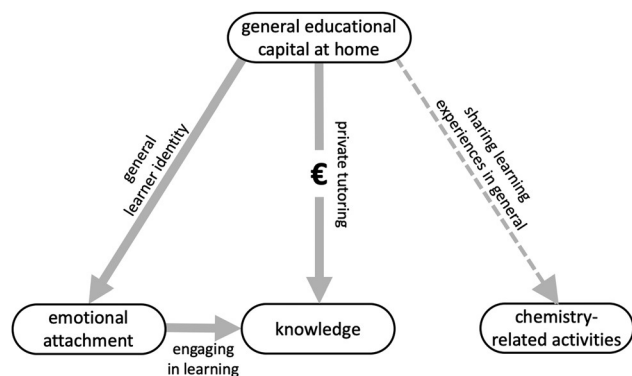 general educational
capital at home
general
learner identity
€
private tutoring
sharing learning
experiences in general
emotional
attachment
engaging
in learning
knowledge
chemistry-
related activities